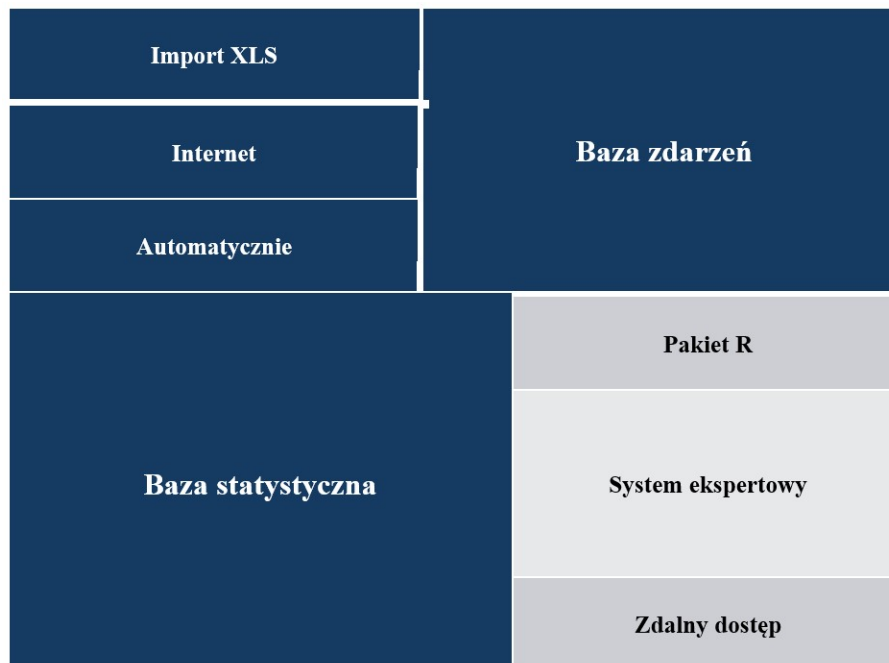 Import XLS
Internet
Automatycznie
Baza zdarzeń
Baza statystyczna
Pakiet R
System ekspertowy
Zdalny dostęp